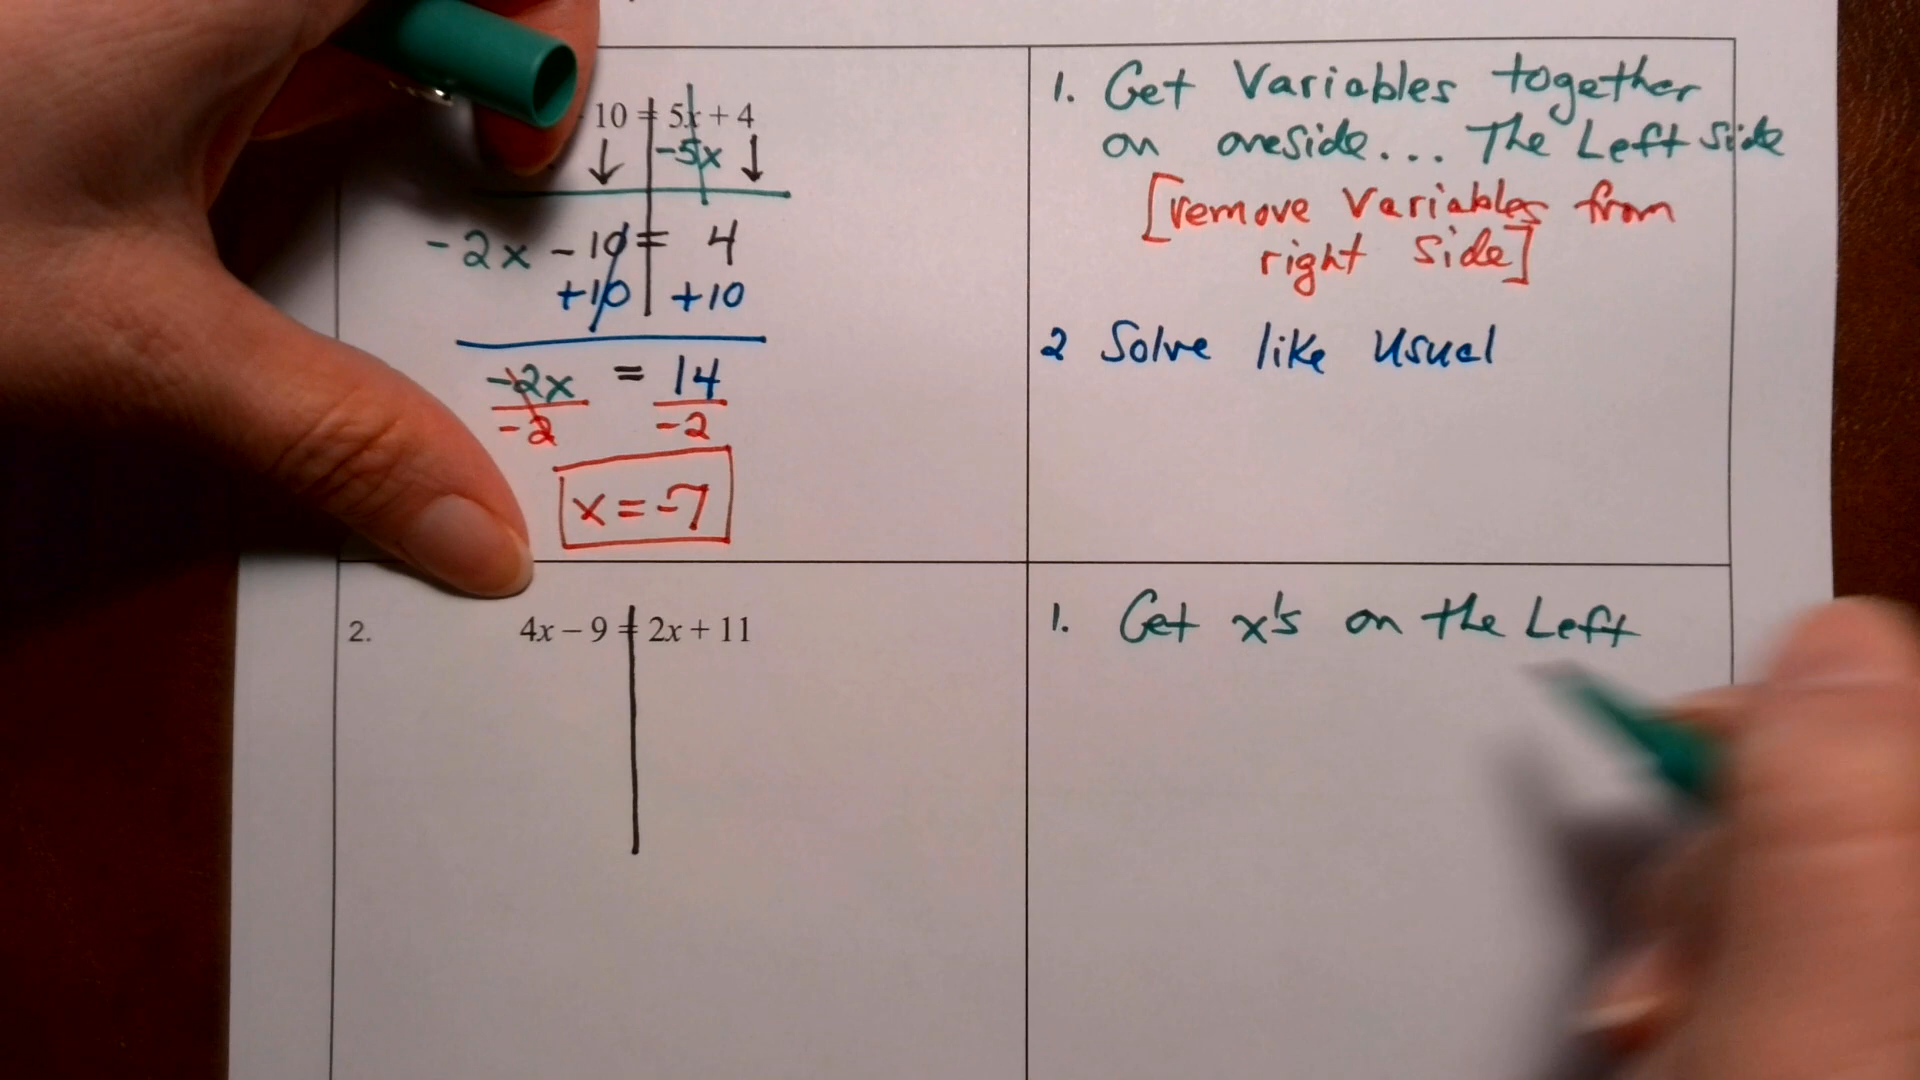 10 = 5x + 4
-5x
-2x - 10 = 4
+10 +10
-2x = 14
-2 -2
x = -7
1. Get Variables together
on oneside... The Left side
[remove Variables from
right side]
2 Solve like Usual
2. 4x – 9 = 2x + 11
1. Get x's on the Left